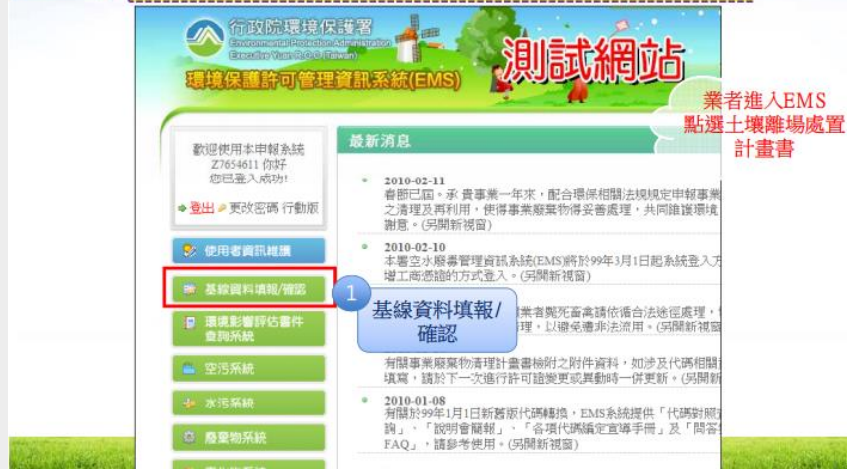 行政院環境保護署
Environmental Protection Administration
Executive Yuan R.O.C.(Taiwan)
環境保護許可管理資訊系統(EMS)
測試網站
業者進入EMS
點選土壤離場處置
計畫書
歡迎使用本申報系統
Z7654611 你好
您已登入成功!
登出 更改密碼 行動版
使用者資訊維護
基線資料填報/確認
環境影響評估書件
查詢系統
空污系統
水污系統
廢棄物系統
最新消息
2010-02-11
春節已屆。承 貴事業一年來,配合環保相關法規規定申報事業
之清理及再利用,使得事業廢棄物得妥善處理,共同維護環境
謝意。(另開新視窗)
2010-02-10
本署空水廢毒管理資訊系統(EMS)將於99年3月1日起系統登入方
增工商憑證的方式登入。(另開新視窗)
1
基線資料填報/
確認
業者斃死畜禽請依循合法途徑處理,
理,以避免遭非法流用。(另開新視窗
有關事業廢棄物清理計畫書檢附之附件資料,如涉及代碼相關
填寫,請於下一次進行許可證變更或異動時一併更新。(另開新
2010-01-08
有關於99年1月1日新舊版代碼轉換,EMS系統提供「代碼對照
詢」、「說明會簡報」、「各項代碼編定宣導手冊」及「問答
FAQ」,請參考使用。(另開新視窗)